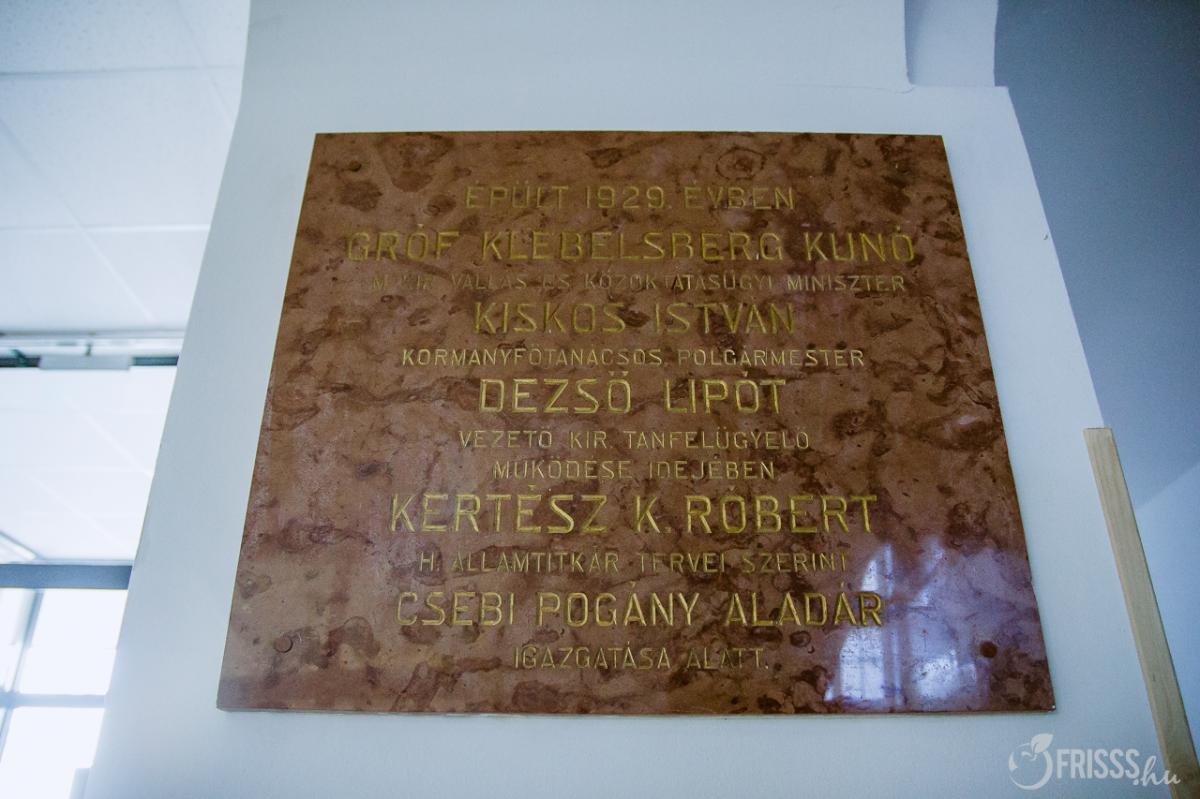 ÉPÜLT 1929. ÉVBEN
GRÓF KLEBELSBERG KUNÓ
M. KIR. VALLÁS ÉS KÖZOKTATÁSÜGYI MINISZTER
KISKOS ISTVÁN
KORMÁNYFŐTANÁCSOS, POLGÁRMESTER
DEZSŐ LIPÓT
VEZETŐ KIR. TANFELÜGYELŐ
MŰKÖDÉSE IDEJÉBEN,
KERTÉSZ K. RÓBERT
H. ÁLLAMTITKÁR TERVEI SZERINT
CSEBI POGÁNY ALADÁR
IGAZGATÁSA ALATT.
FRISSS.hu